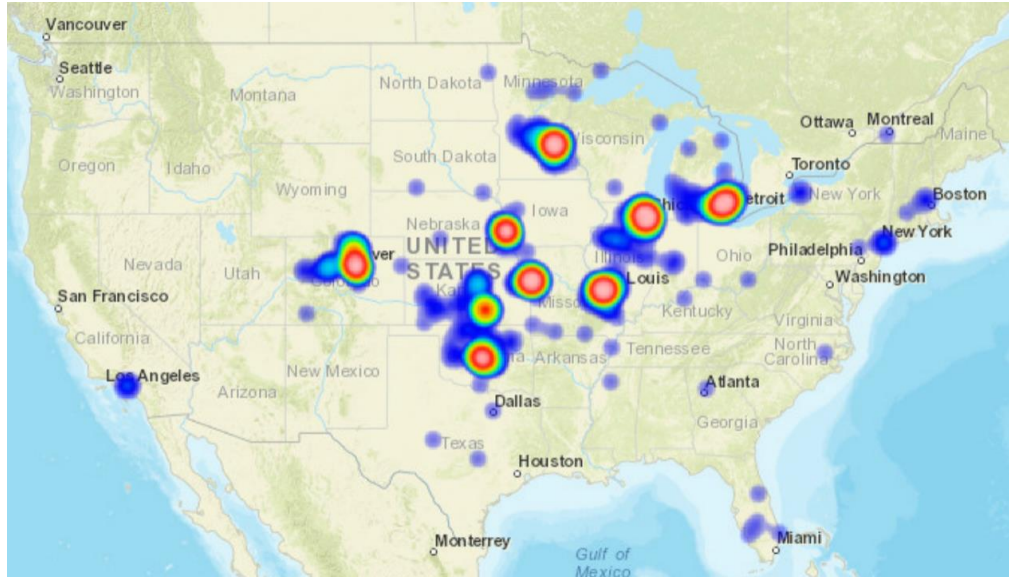 Vancouver
Seattle
Washington
Montana
North Dakota
Minnesota
Ottawa
Montreal
Maine
Oregon
Idaho
South Dakota
Wisconsin
Toronto
Wyoming
Detroit
New York
Boston
Nebraska
Iowa
New York
Nevada
Utah
UNITED
STATES
Illinois
Ohio
Philadelphia
San Francisco
Colorado
Louis
Washington
California
Kentucky
Virginia
Los Angeles
Arizona
New Mexico
Arkansas
Tennessee
North
Carolina
Atlanta
Dallas
Georgia
Texas
Houston
Monterrey
Gulf of
Mexico
Miami